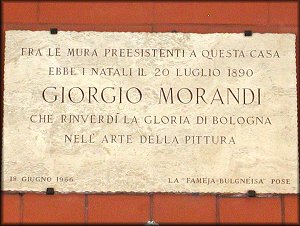 FRA LE MURA PREESISTENTI A QUESTA CASA
EBBE I NATALI IL 20 LUGLIO 1890
GIORGIO MORANDI
CHE RINVERDÌ LA GLORIA DI BOLOGNA
NELL'ARTE DELLA PITTURA
18 GIUGNO 1966 LA "FAMEJA BULGNEISA" POSE